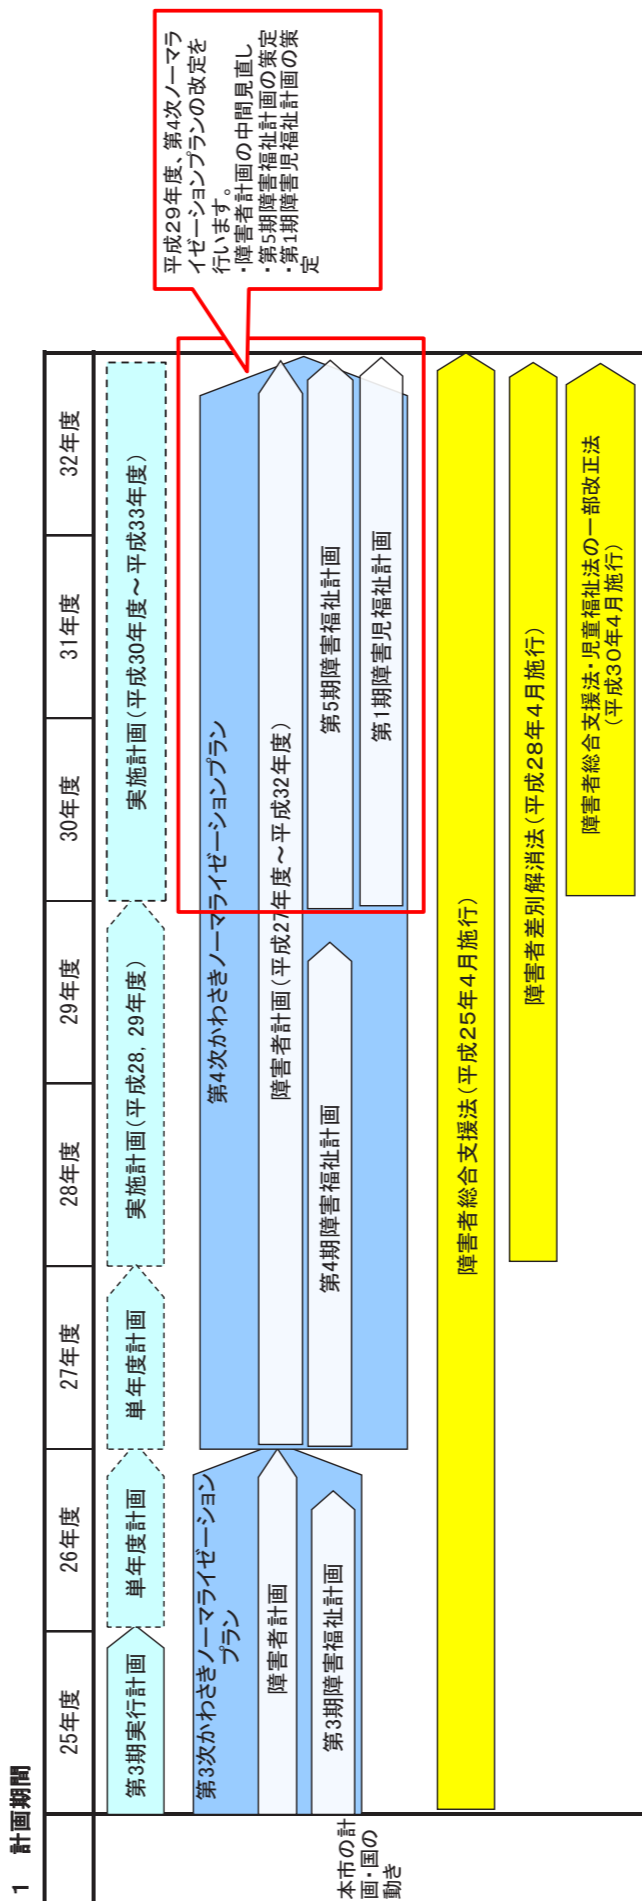 1　計画期間
25年度
26年度
27年度
28年度
29年度
30年度
31年度
32年度
本市の計
画・国の
動き
第3期実行計画
単年度計画
単年度計画
実施計画(平成28，29年度)
実施計画(平成30年度～平成33年度)
第3次かわさきノーマライゼーション
プラン
障害者計画
第3期障害福祉計画
第4次かわさきノーマライゼーションプラン
障害者計画(平成27年度～平成32年度)
第4期障害福祉計画
第5期障害福祉計画
第1期障害児福祉計画
平成29年度、第4次ノーマラ
イゼーションプランの改定を
行います。
・障害者計画の中間見直し
・第5期障害福祉計画の策定
・第1期障害児福祉計画の策
定
障害者総合支援法(平成25年4月施行)
障害者差別解消法(平成28年4月施行)
障害者総合支援法・児童福祉法の一部改正法
(平成30年4月施行)